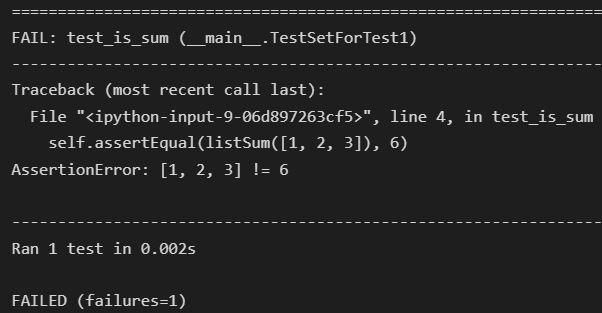 ================================================================
FAIL: test_is_sum (__main__.TestSetForTest1)
----------------------------------------------------------------
Traceback (most recent call last):
  File "<ipython-input-9-06d897263cf5>", line 4, in test_is_sum
    self.assertEqual(listSum([1, 2, 3]), 6)
AssertionError: [1, 2, 3] != 6
----------------------------------------------------------------
Ran 1 test in 0.002s
FAILED (failures=1)